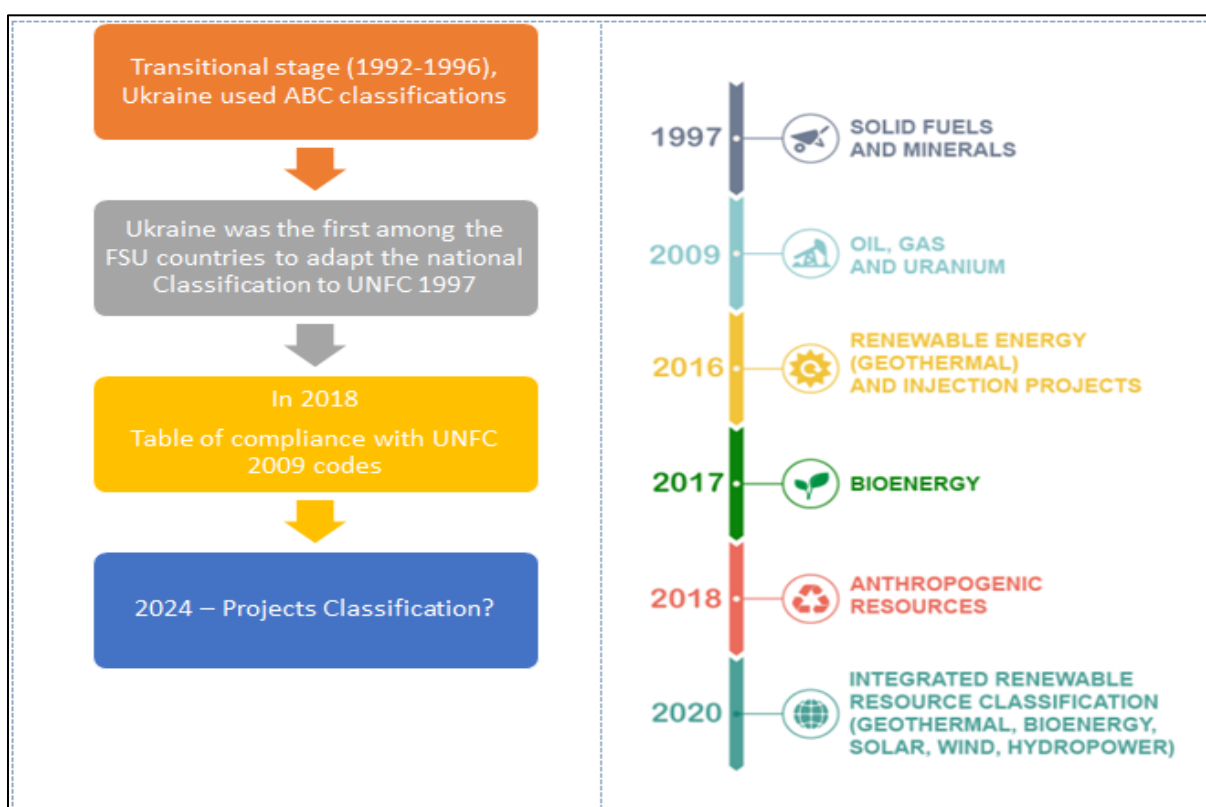 Transitional stage (1992-1996),
Ukraine used ABC classifications
Ukraine was the first among the
FSU countries to adapt the national
Classification to UNFC 1997
In 2018
Table of compliance with UNFC
2009 codes
2024 – Projects Classification?
1997
SOLID FUELS
AND MINERALS
2009
OIL, GAS
AND URANIUM
2016
RENEWABLE ENERGY
(GEOTHERMAL)
AND INJECTION PROJECTS
2017
BIOENERGY
2018
ANTHROPOGENIC
RESOURCES
2020
INTEGRATED RENEWABLE
RESOURCE CLASSIFICATION
(GEOTHERMAL, BIOENERGY,
SOLAR, WIND, HYDROPOWER)